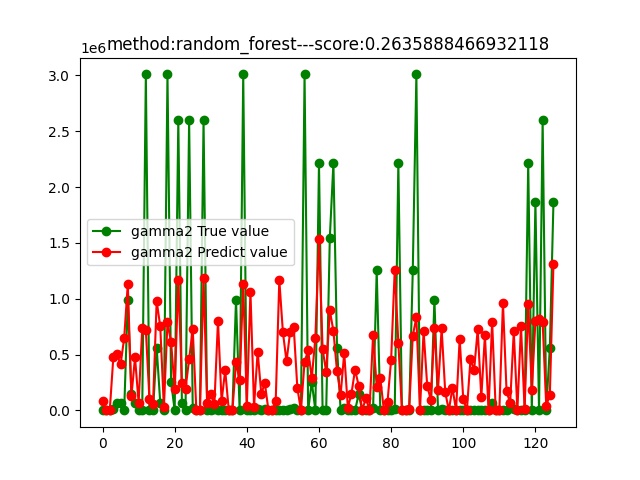 method:random_forest---score:0.2635888466932118
1e6
3.0
2.5
2.0
1.5
1.0
0.5
0.0
gamma2 True value
gamma2 Predict value
0 20 40 60 80 100 120